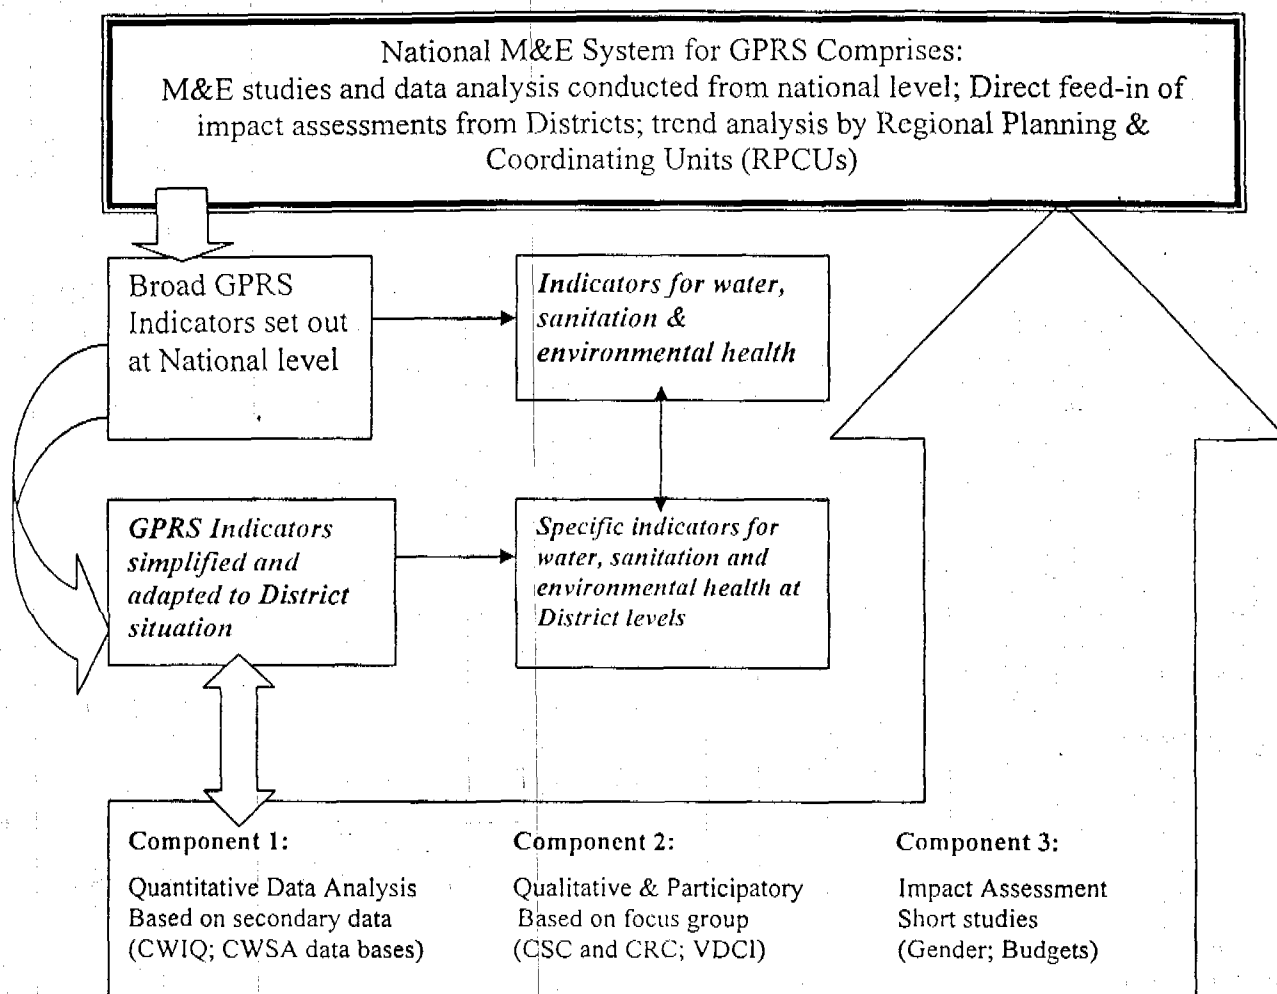 National M&E System for GPRS Comprises:
M&E studies and data analysis conducted from national level; Direct feed-in of
impact assessments from Districts; trend analysis by Regional Planning &
Coordinating Units (RPCUs)
Broad GPRS
Indicators set out
at National level
Indicators for water,
sanitation &
environmental health
GPRS Indicators
simplified and
adapted to District
situation
Specific indicators for
water, sanitation and
environmental health at
District levels
Component 1:
Quantitative Data Analysis
Based on secondary data
(CWIQ; CWSA data bases)
Component 2:
Qualitative & Participatory
Based on focus group
(CSC and CRC; VDCI)
Component 3:
Impact Assessment
Short studies
(Gender; Budgets)